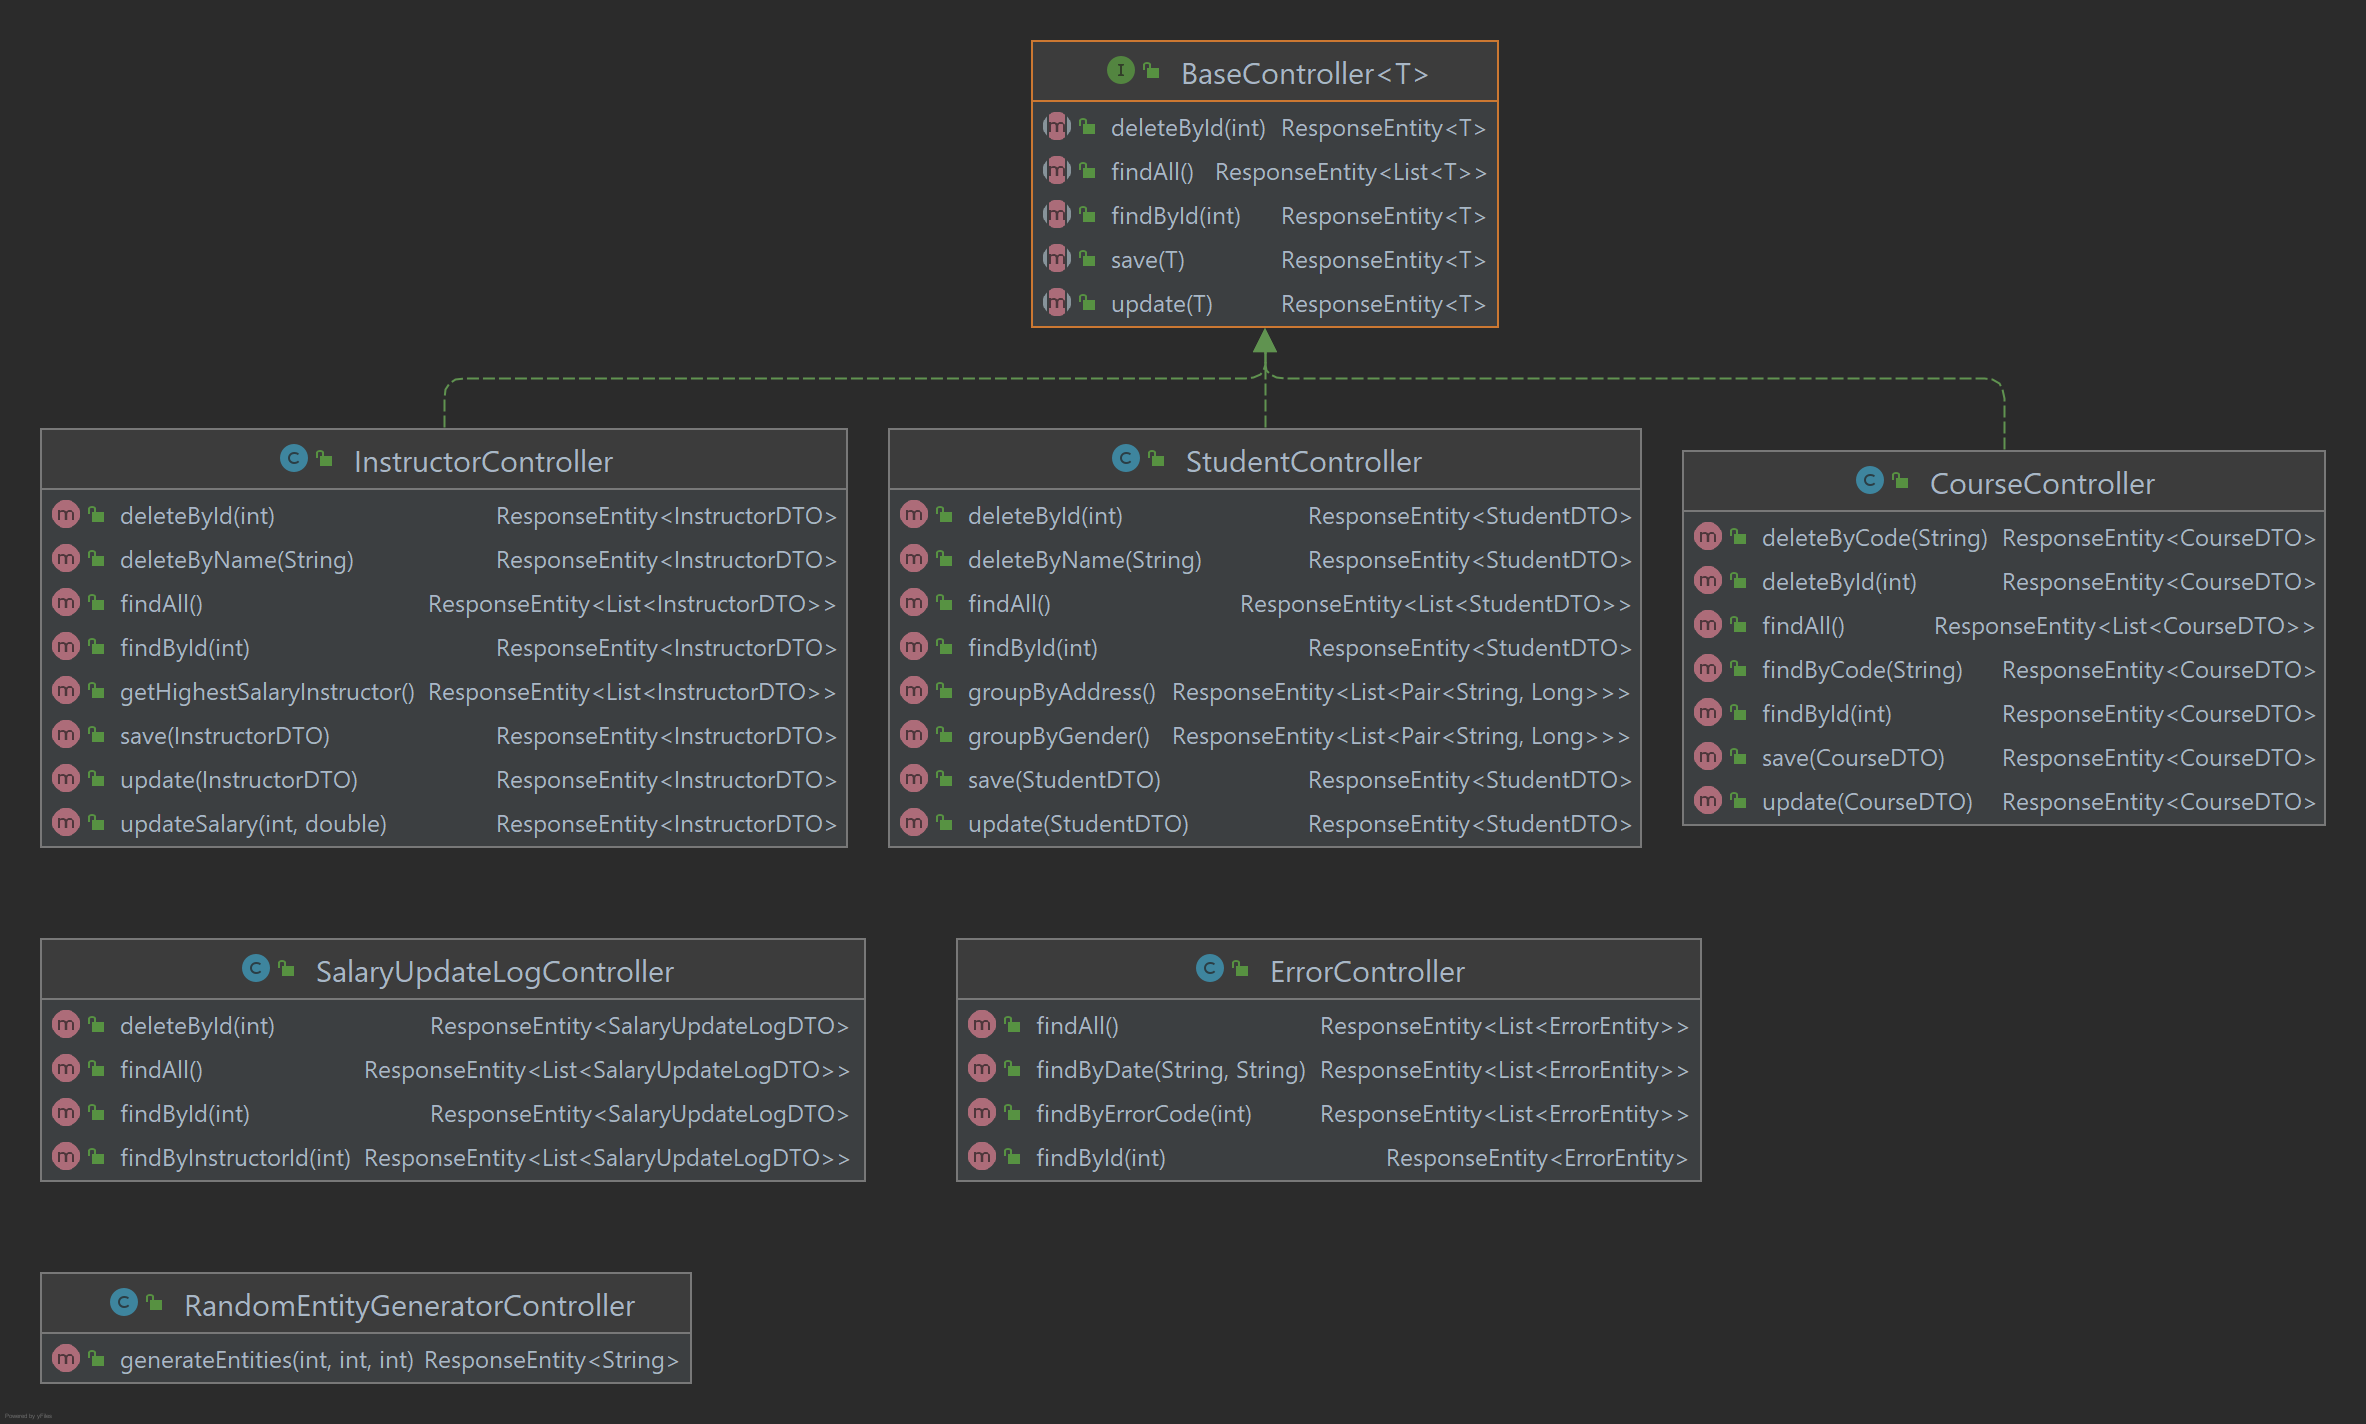 BaseController<T>
deleteById(int) ResponseEntity<T>
findAll() ResponseEntity<List<T>>
findById(int) ResponseEntity<T>
save(T) ResponseEntity<T>
update(T) ResponseEntity<T>
InstructorController
deleteById(int) ResponseEntity<InstructorDTO>
deleteByName(String) ResponseEntity<InstructorDTO>
findAll() ResponseEntity<List<InstructorDTO>>
findById(int) ResponseEntity<InstructorDTO>
getHighestSalaryInstructor() ResponseEntity<List<InstructorDTO>>
save(InstructorDTO) ResponseEntity<InstructorDTO>
update(InstructorDTO) ResponseEntity<InstructorDTO>
updateSalary(int, double) ResponseEntity<InstructorDTO>
StudentController
deleteById(int) ResponseEntity<StudentDTO>
deleteByName(String) ResponseEntity<StudentDTO>
findAll() ResponseEntity<List<StudentDTO>>
findById(int) ResponseEntity<StudentDTO>
groupByAddress() ResponseEntity<List<Pair<String, Long>>>
groupByGender() ResponseEntity<List<Pair<String, Long>>>
save(StudentDTO) ResponseEntity<StudentDTO>
update(StudentDTO) ResponseEntity<StudentDTO>
CourseController
deleteByCode(String) ResponseEntity<CourseDTO>
deleteById(int) ResponseEntity<CourseDTO>
findAll() ResponseEntity<List<CourseDTO>>
findByCode(String) ResponseEntity<CourseDTO>
findById(int) ResponseEntity<CourseDTO>
save(CourseDTO) ResponseEntity<CourseDTO>
update(CourseDTO) ResponseEntity<CourseDTO>
SalaryUpdateLogController
deleteById(int) ResponseEntity<SalaryUpdateLogDTO>
findAll() ResponseEntity<List<SalaryUpdateLogDTO>>
findById(int) ResponseEntity<SalaryUpdateLogDTO>
findByInstructorId(int) ResponseEntity<List<SalaryUpdateLogDTO>>
ErrorController
findAll() ResponseEntity<List<ErrorEntity>>
findByDate(String, String) ResponseEntity<List<ErrorEntity>>
findByErrorCode(int) ResponseEntity<List<ErrorEntity>>
findById(int) ResponseEntity<ErrorEntity>
RandomEntityGeneratorController
generateEntities(int, int, int) ResponseEntity<String>
Powered by yFiles